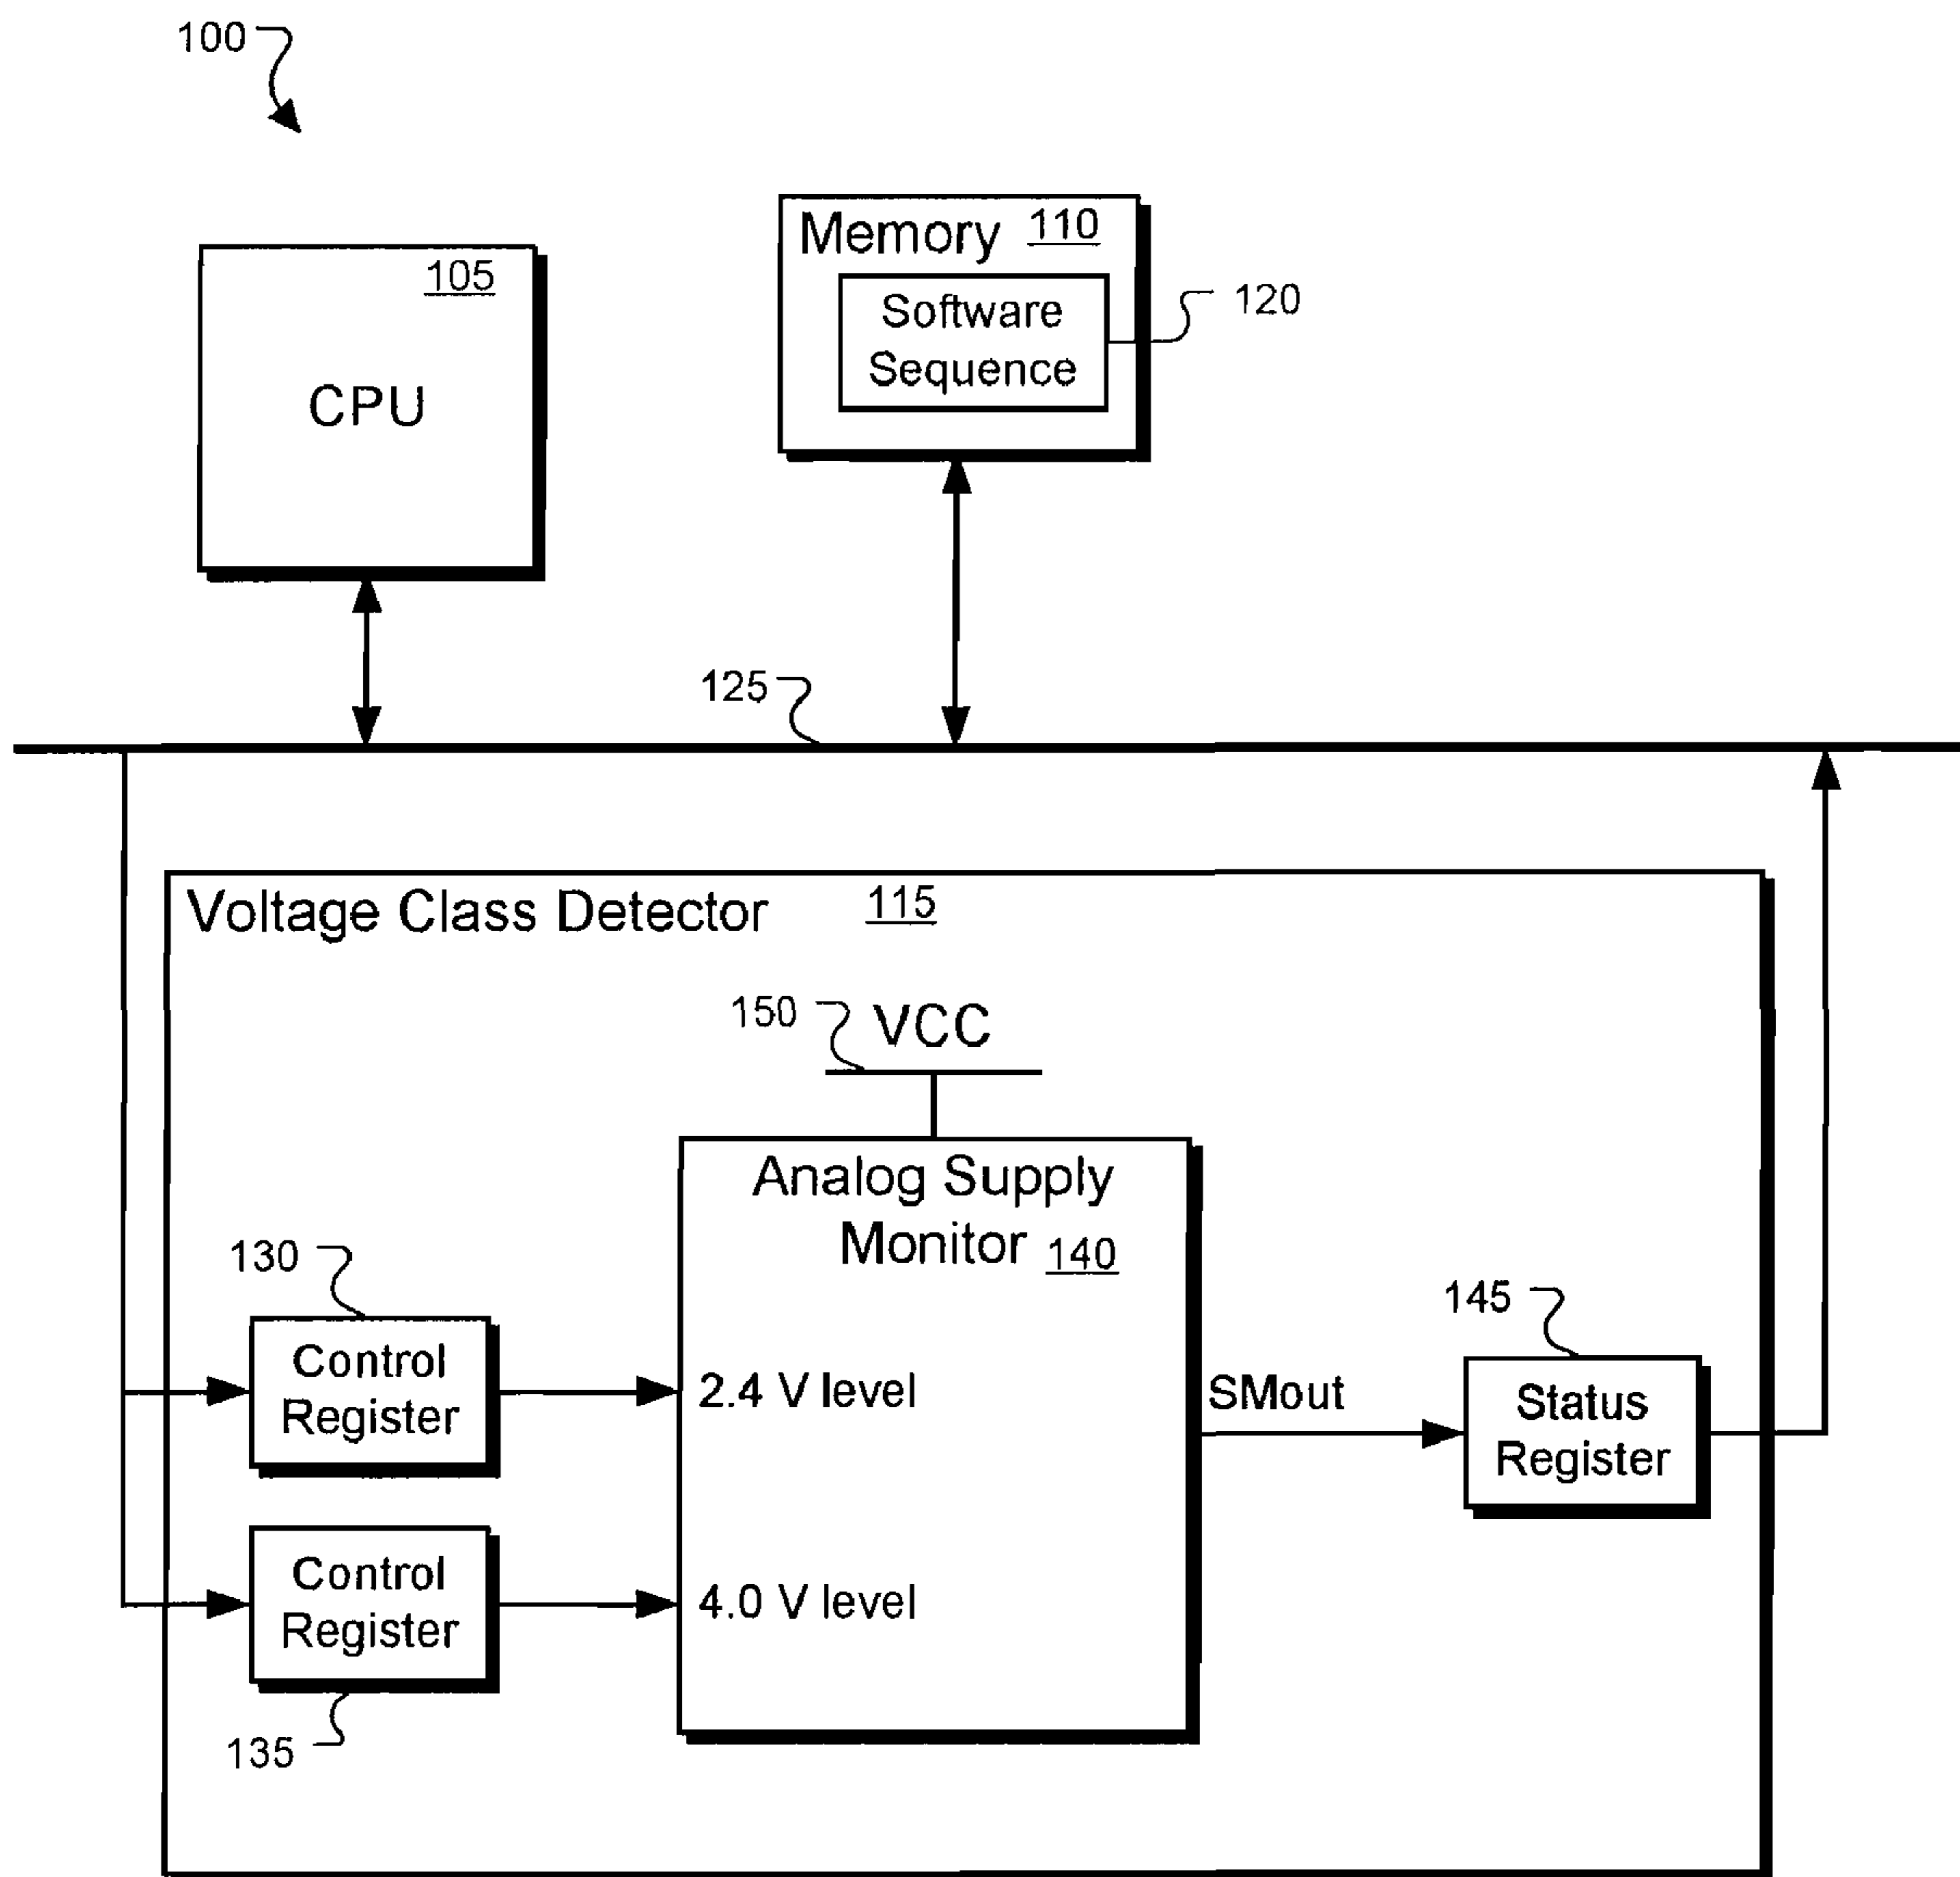 100
105
CPU
Memory 110
Software
Sequence
120
125
Voltage Class Detector 115
150
VCC
Analog Supply
Monitor 140
130
Control
Register
2.4 V level
SMout
145
Status
Register
Control
Register
4.0 V level
135